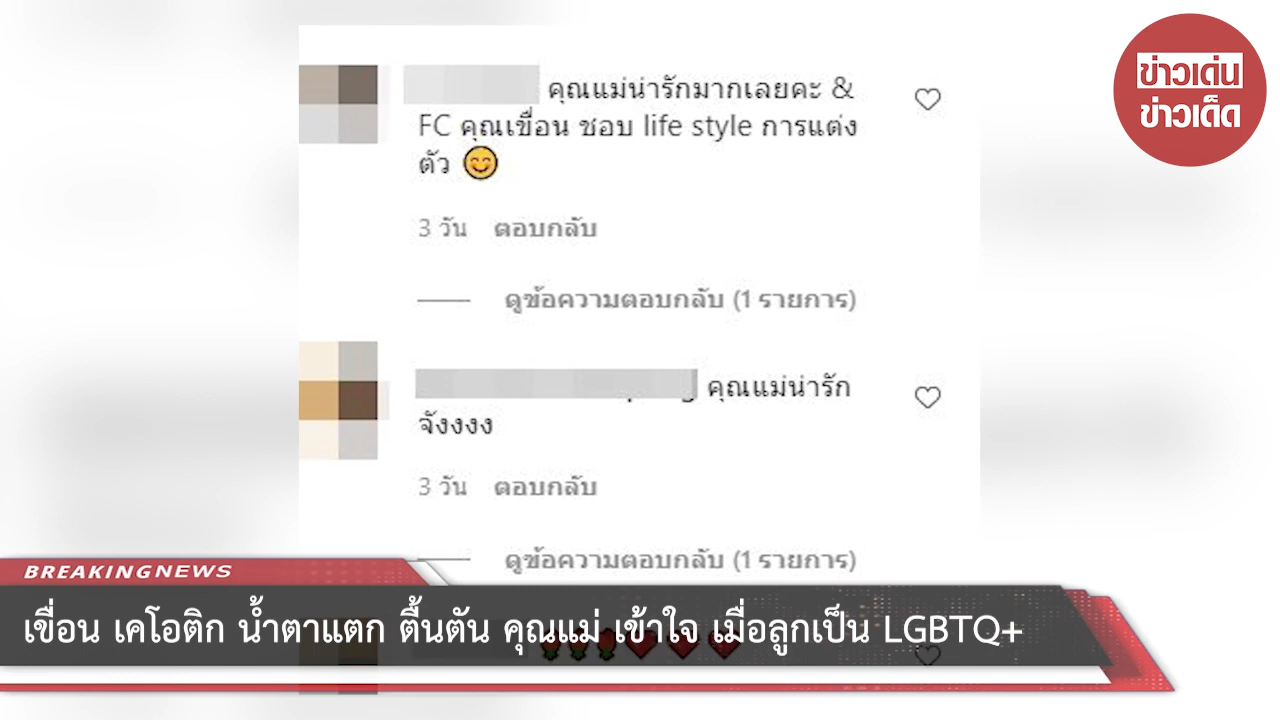 ข่าวเด่น
ข่าวเด็ด
คุณแม่น่ารักมากเลยคะ &
FC คุณเขื่อน ชอบ life style การแต่ง
ตัว 😊
3 วัน ตอบกลับ
ดูข้อความตอบกลับ (1 รายการ)
คุณแม่น่ารัก
จังงงง
3 วัน ตอบกลับ
ดูข้อความตอบกลับ (1 รายการ)
BREAKINGNEWS
เขื่อน เคโอติก น้ำตาแตก ตื้นตัน คุณแม่ เข้าใจ เมื่อลูกเป็น LGBTQ+